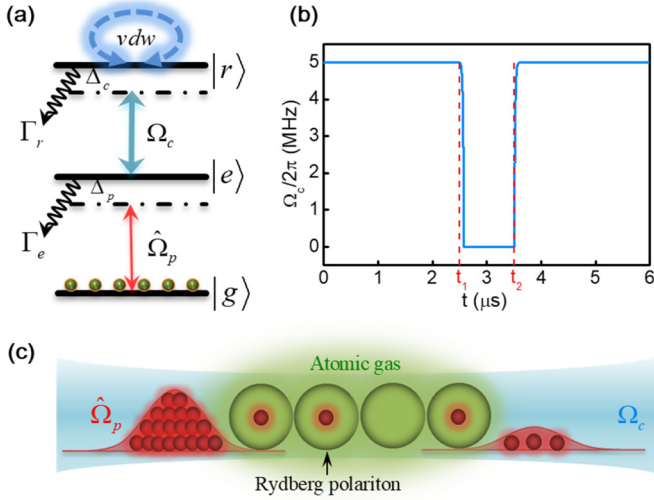 (a)
vdw
Δc
|r⟩
Γr
Ωc
|e⟩
Δp
Γe
Ω̂p
|g⟩
(b)
Ωc/2π (MHz)
5
4
3
2
1
0
0 1 2 3 4 5 6
t1 t2
t (μs)
(c)
Atomic gas
Ω̂p
Ωc
Rydberg polariton